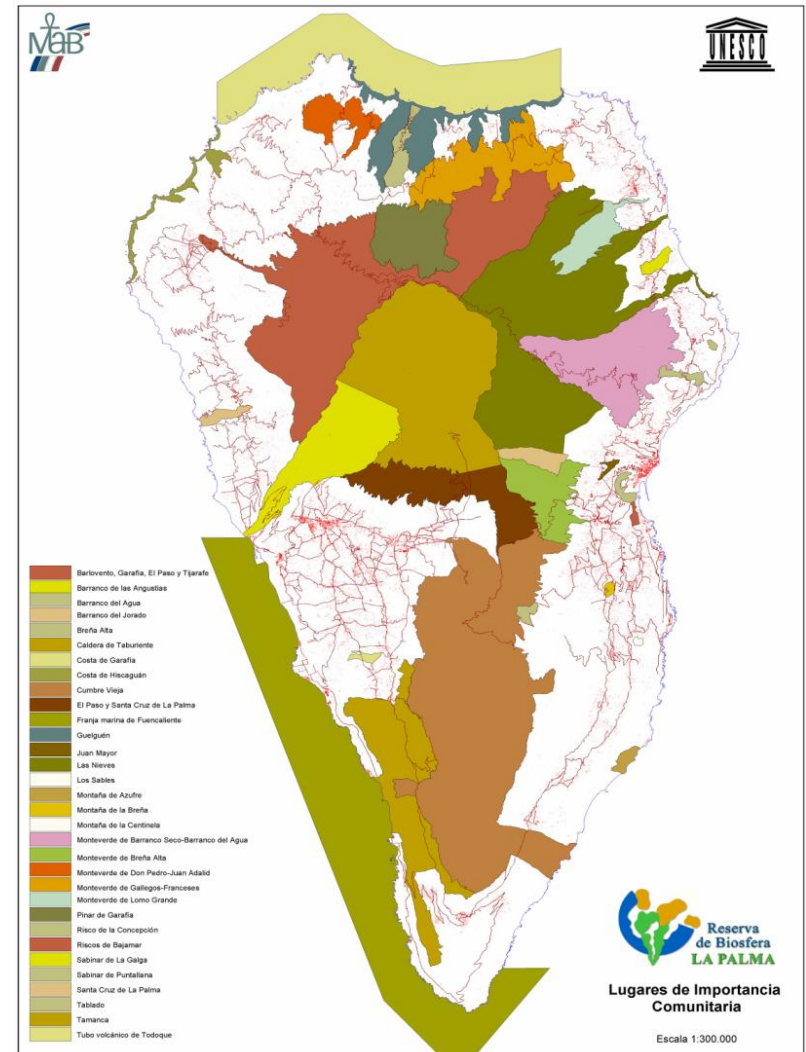 MaB
UNESCO
Barlovento, Garafía, El Paso y Tijarafe
Barranco de las Angustias
Barranco del Agua
Barranco del Jorado
Breña Alta
Caldera de Taburiente
Costa de Garafía
Costa de Hiscaguán
Cumbre Vieja
El Paso y Santa Cruz de La Palma
Franja marina de Fuencaliente
Guelguén
Juan Mayor
Las Nieves
Los Sables
Montaña de Azufre
Montaña de la Breña
Montaña de la Centinela
Monteverde de Barranco Seco-Barranco del Agua
Monteverde de Breña Alta
Monteverde de Don Pedro-Juan Adalid
Monteverde de Gallegos-Franceses
Monteverde de Lomo Grande
Pinar de Garafía
Risco de la Concepción
Riscos de Bajamar
Sabinar de La Galga
Sabinar de Puntallana
Santa Cruz de La Palma
Tablado
Tamanca
Tubo volcánico de Todoque
Reserva
de Biosfera
LA PALMA
Lugares de Importancia
Comunitaria
Escala 1:300.000